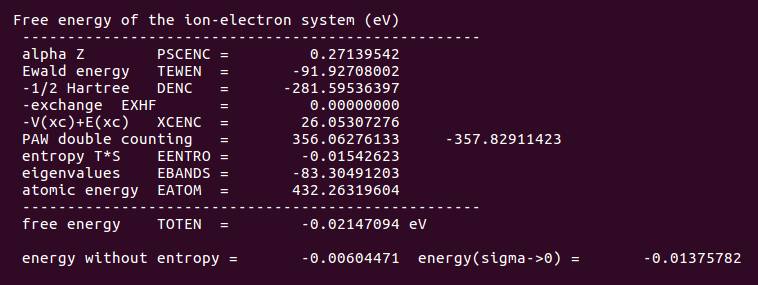 Free energy of the ion-electron system (eV)
---------------------------------------------------
alpha Z        PSCENC =         0.27139542
Ewald energy   TEWEN  =       -91.92708002
-1/2 Hartree   DENC   =      -281.59536397
-exchange  EXHF       =         0.00000000
-V(xc)+E(xc)   XCENC  =        26.05307276
PAW double counting   =       356.06276133     -357.82911423
entropy T*S    EENTRO =        -0.01542623
eigenvalues    EBANDS =       -83.30491203
atomic energy  EATOM  =       432.26319604
---------------------------------------------------
free energy    TOTEN  =        -0.02147094 eV
energy without entropy =       -0.00604471  energy(sigma->0) =       -0.01375782